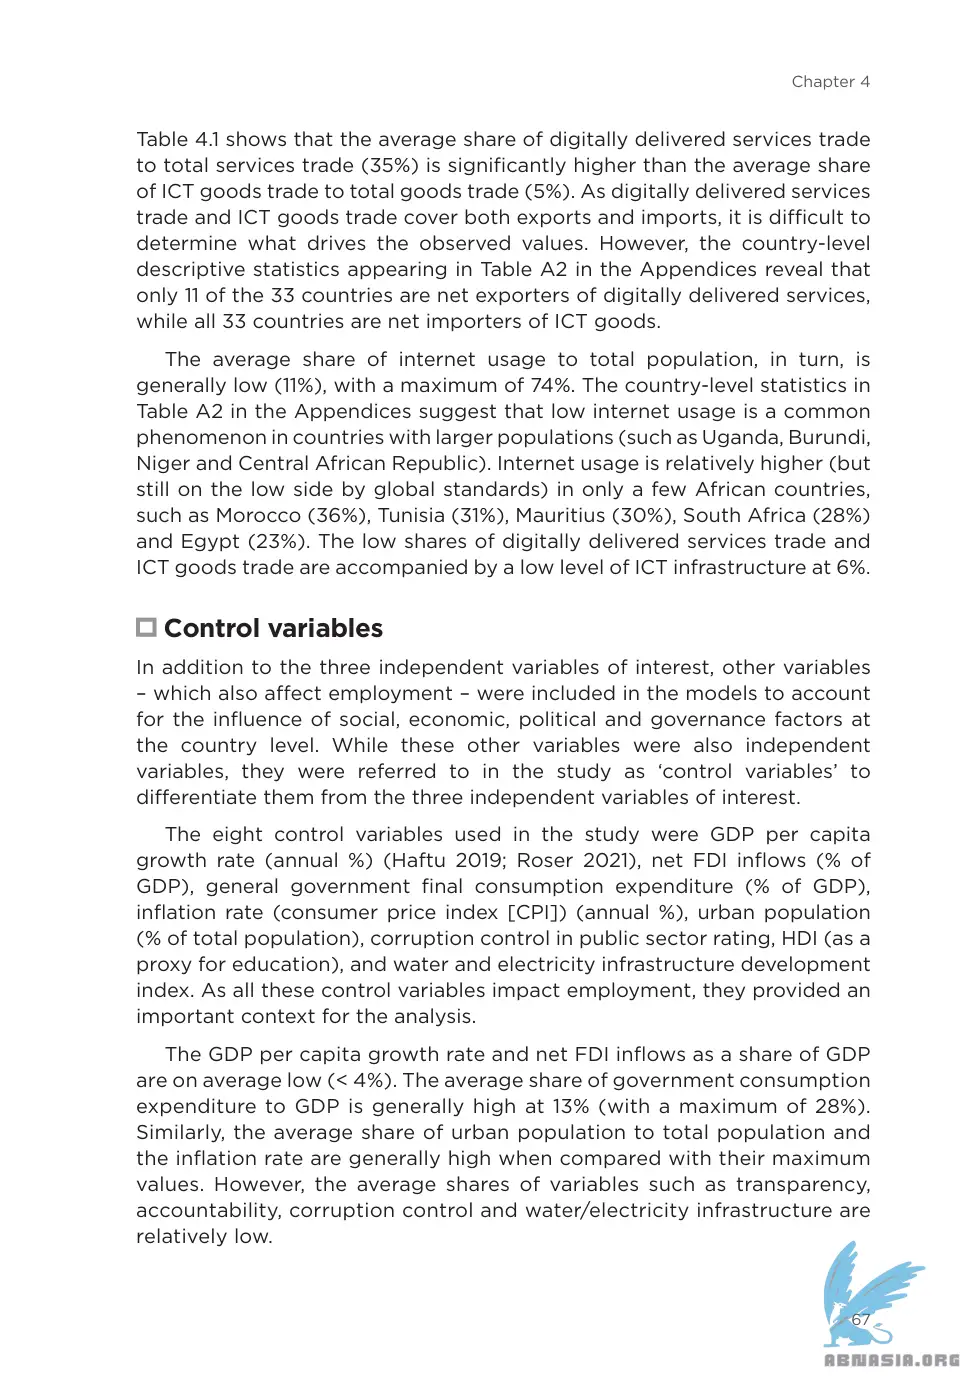 Chapter 4
Table 4.1 shows that the average share of digitally delivered services trade
to total services trade (35%) is significantly higher than the average share
of ICT goods trade to total goods trade (5%). As digitally delivered services
trade and ICT goods trade cover both exports and imports, it is difficult to
determine what drives the observed values. However, the country-level
descriptive statistics appearing in Table A2 in the Appendices reveal that
only 11 of the 33 countries are net exporters of digitally delivered services,
while all 33 countries are net importers of ICT goods.
The average share of internet usage to total population, in turn, is
generally low (11%), with a maximum of 74%. The country-level statistics in
Table A2 in the Appendices suggest that low internet usage is a common
phenomenon in countries with larger populations (such as Uganda, Burundi,
Niger and Central African Republic). Internet usage is relatively higher (but
still on the low side by global standards) in only a few African countries,
such as Morocco (36%), Tunisia (31%), Mauritius (30%), South Africa (28%)
and Egypt (23%). The low shares of digitally delivered services trade and
ICT goods trade are accompanied by a low level of ICT infrastructure at 6%.
Control variables
In addition to the three independent variables of interest, other variables
– which also affect employment – were included in the models to account
for the influence of social, economic, political and governance factors at
the country level. While these other variables were also independent
variables, they were referred to in the study as ‘control variables’ to
differentiate them from the three independent variables of interest.
The eight control variables used in the study were GDP per capita
growth rate (annual %) (Haftu 2019; Roser 2021), net FDI inflows (% of
GDP), general government final consumption expenditure (% of GDP),
inflation rate (consumer price index [CPI]) (annual %), urban population
(% of total population), corruption control in public sector rating, HDI (as a
proxy for education), and water and electricity infrastructure development
index. As all these control variables impact employment, they provided an
important context for the analysis.
The GDP per capita growth rate and net FDI inflows as a share of GDP
are on average low (< 4%). The average share of government consumption
expenditure to GDP is generally high at 13% (with a maximum of 28%).
Similarly, the average share of urban population to total population and
the inflation rate are generally high when compared with their maximum
values. However, the average shares of variables such as transparency,
accountability, corruption control and water/electricity infrastructure are
relatively low.
67
ABNASIA.ORG